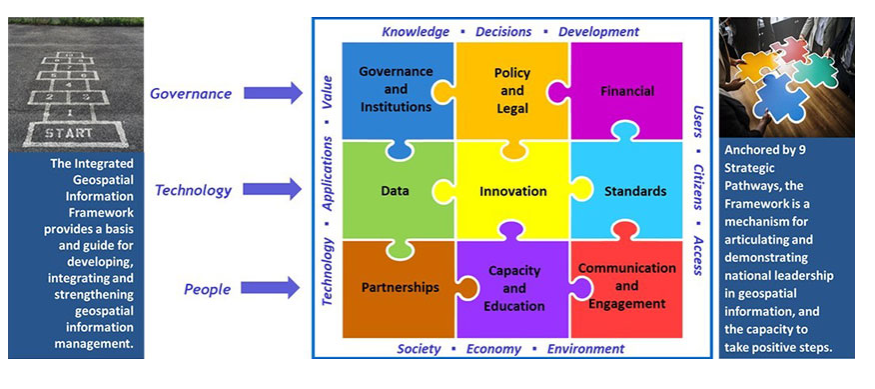 START
The Integrated
Geospatial
Information
Framework
provides a basis
and guide for
developing,
integrating and
strengthening
geospatial
information
management.
Governance
Technology
People
Knowledge ▪ Decisions ▪ Development
Technology ▪ Applications ▪ Value
Governance
and
Institutions
Policy
and
Legal
Financial
Data
Innovation
Standards
Partnerships
Capacity
and
Education
Communication
and
Engagement
Users ▪ Citizens ▪ Access
Society ▪ Economy ▪ Environment
Anchored by 9
Strategic
Pathways, the
Framework is a
mechanism for
articulating and
demonstrating
national leadership
in geospatial
information, and
the capacity to
take positive steps.